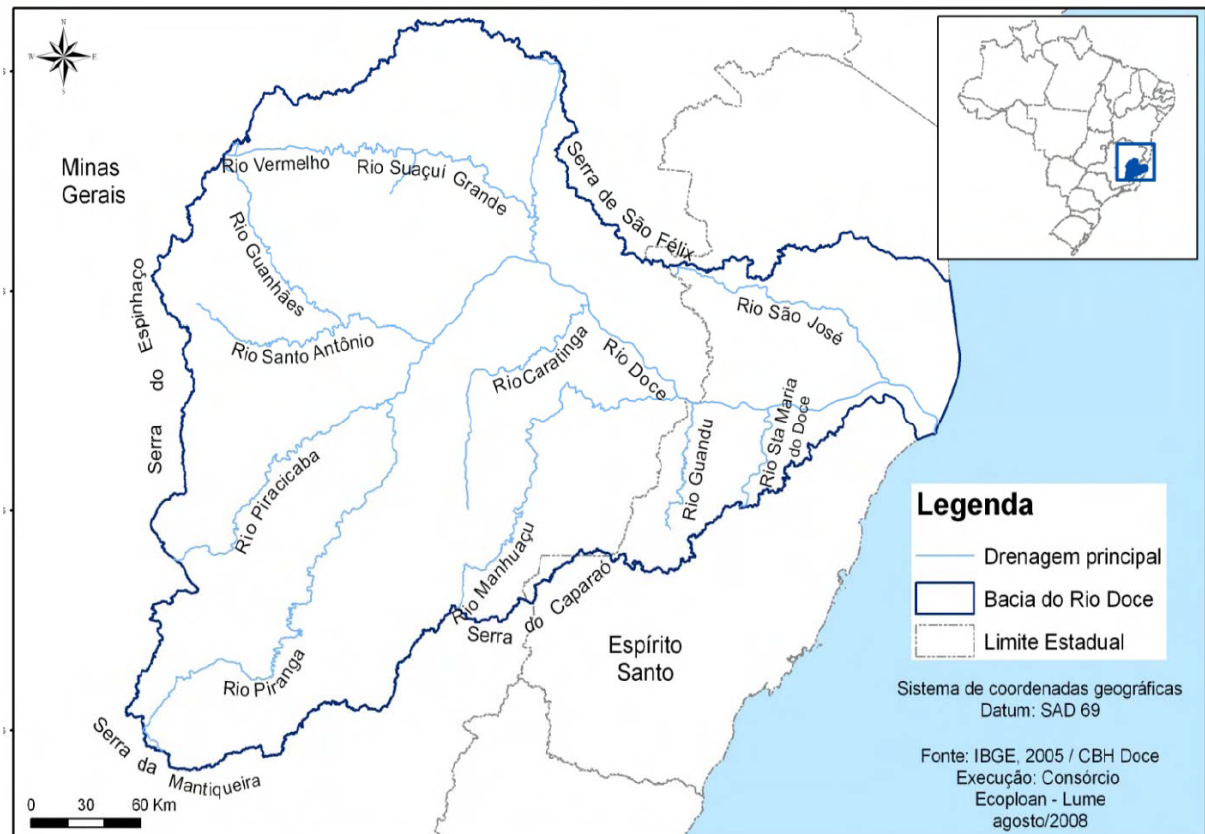 N
W
E
S
Minas
Gerais
Rio Vermelho
Rio Suaçuí Grande
Serra de São Félix
Rio Guanhães
Serra do Espinhaço
Rio Santo Antônio
Rio Caratinga
Rio Doce
Rio São José
Rio Sta Maria
do Doce
Rio Guandu
Rio Piracicaba
Rio Manhuaçu
Serra do Caparaó
Espírito
Santo
Rio Piranga
Serra da Mantiqueira
0 30 60 Km
Legenda
Drenagem principal
Bacia do Rio Doce
Limite Estadual
Sistema de coordenadas geográficas
Datum: SAD 69
Fonte: IBGE, 2005 / CBH Doce
Execução: Consórcio
Ecoploan - Lume
agosto/2008